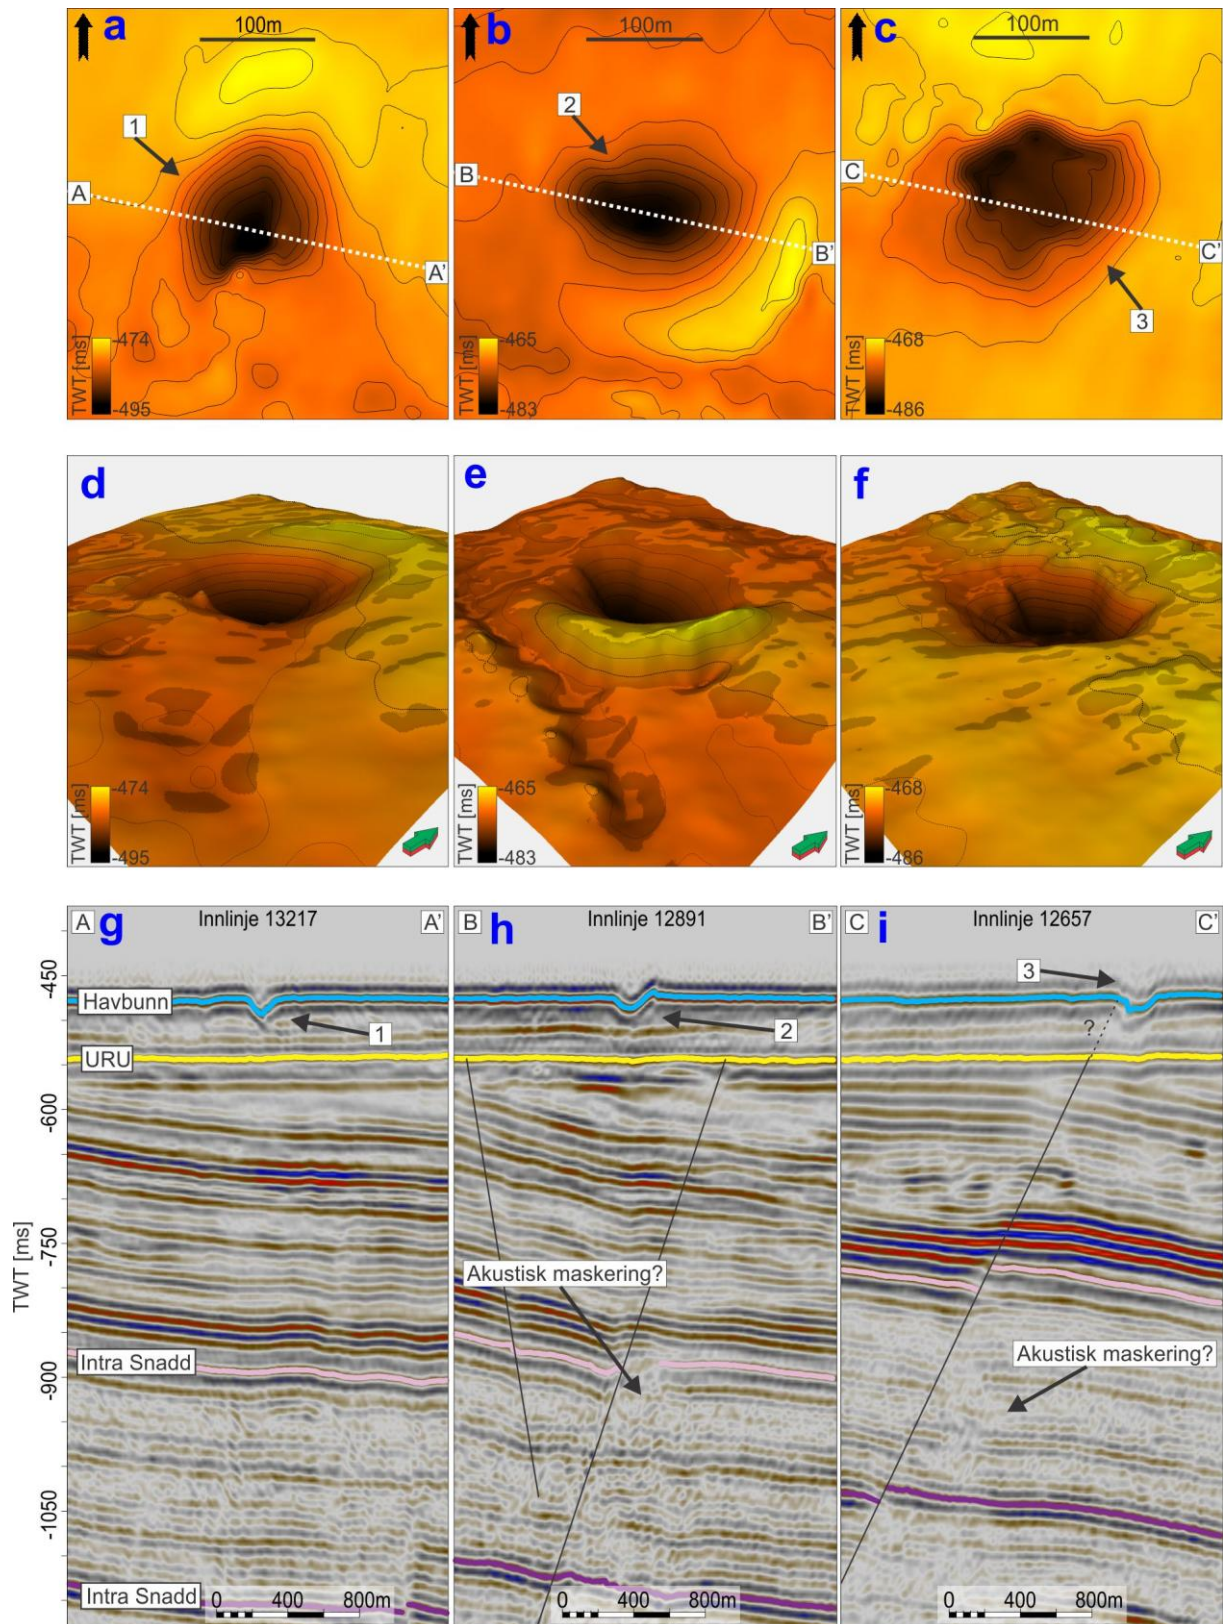 a
100m
1
A
A'
TWT [ms]
-474
-495
b
100m
2
B
B'
TWT [ms]
-465
-483
c
100m
C
C'
3
TWT [ms]
-468
-486
d
TWT [ms]
-474
-495
e
TWT [ms]
-465
-483
f
TWT [ms]
-468
-486
A g Innlinje 13217 A'
B h Innlinje 12891 B'
C i Innlinje 12657 C'
-450
Havbunn
1
2
3
?
URU
-600
TWT [ms]
-750
Akustisk maskering?
Intra Snadd
Akustisk maskering?
-900
-1050
Intra Snadd
0 400 800m
0 400 800m
0 400 800m